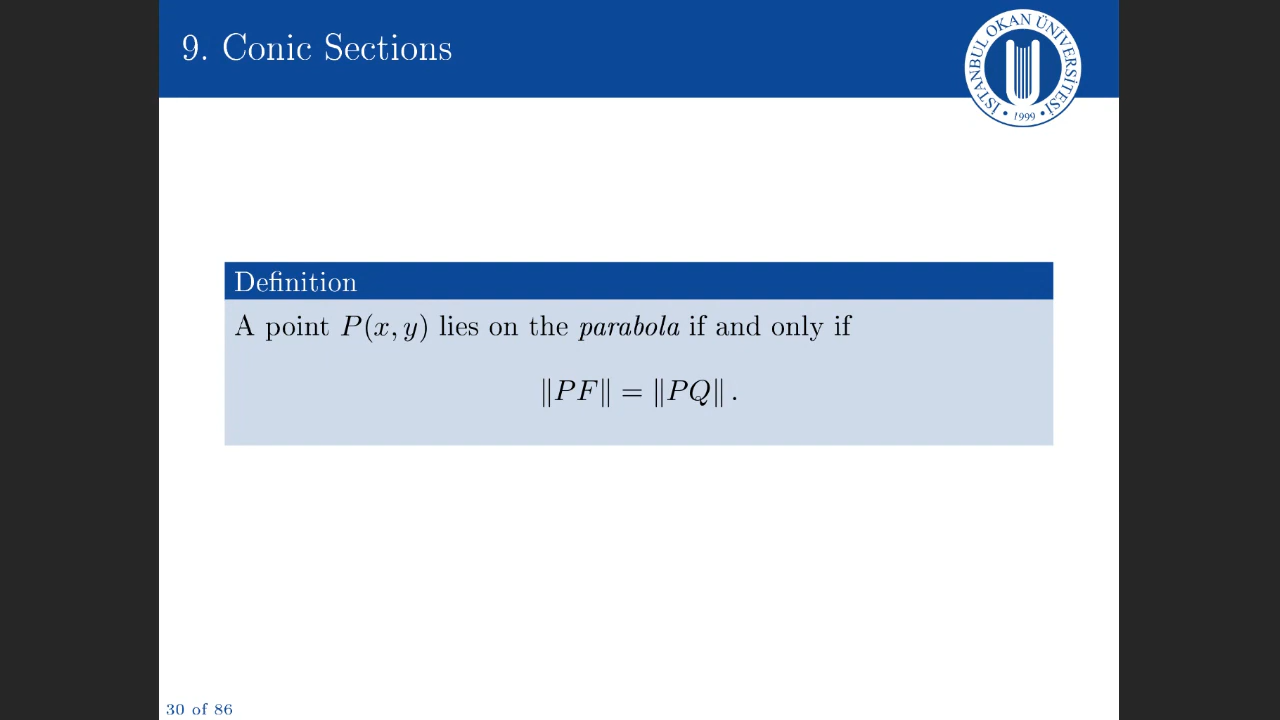 9. Conic Sections
İSTANBUL OKAN ÜNİVERSİTESİ
• 1999 •
Definition
A point P(x, y) lies on the parabola if and only if
‖PF‖ = ‖PQ‖ .
30 of 86